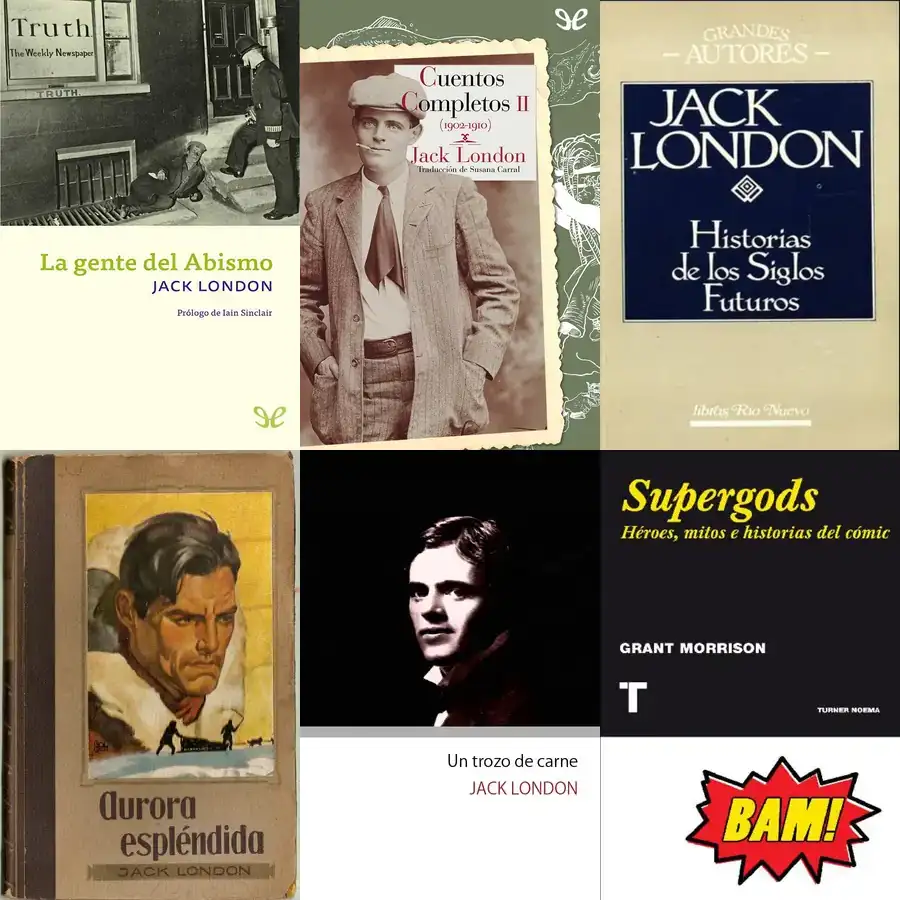 Truth
The Weekly Newspaper
TRUTH.
La gente del Abismo
JACK LONDON
Prólogo de Iain Sinclair
Cuentos
Completos II
(1902-1910)
Jack London
Traducción de Susana Carral
GRANDES
AUTORES
JACK
LONDON
Historias
de los Siglos
Futuros
libros Río Nuevo
Aurora
espléndida
JACK LONDON
Un trozo de carne
JACK LONDON
Supergods
Héroes, mitos e historias del cómic
GRANT MORRISON
T
TURNER NOEMA
BAM!